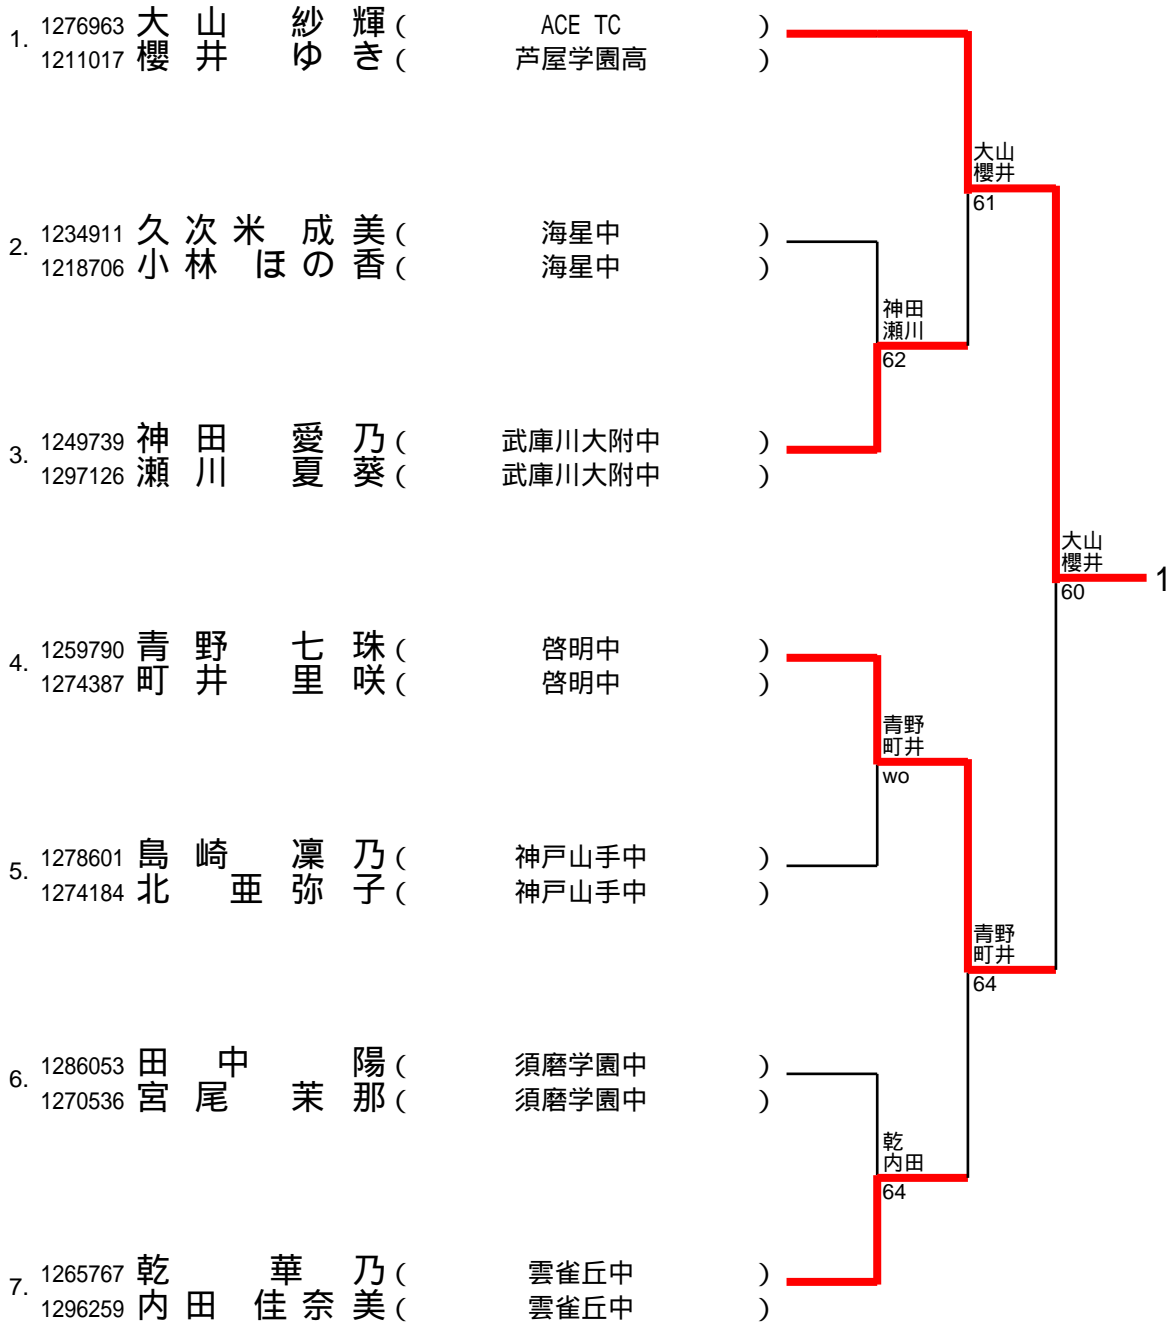 1. 1276963 大山 紗輝 ( ACE TC )
1211017 櫻井 ゆき ( 芦屋学園高 )
大山
櫻井
61
2. 1234911 久次米 成美 ( 海星中 )
1218706 小林 ほの香 ( 海星中 )
神田
瀬川
62
3. 1249739 神田 愛乃 ( 武庫川大附中 )
1297126 瀬川 夏葵 ( 武庫川大附中 )
大山
櫻井
60
1
4. 1259790 青野 七珠 ( 啓明中 )
1274387 町井 里咲 ( 啓明中 )
青野
町井
wo
5. 1278601 島崎 凜乃 ( 神戸山手中 )
1274184 北 亜弥子 ( 神戸山手中 )
青野
町井
64
6. 1286053 田中 陽 ( 須磨学園中 )
1270536 宮尾 茉那 ( 須磨学園中 )
乾
内田
64
7. 1265767 乾 華乃 ( 雲雀丘中 )
1296259 内田 佳奈美 ( 雲雀丘中 )